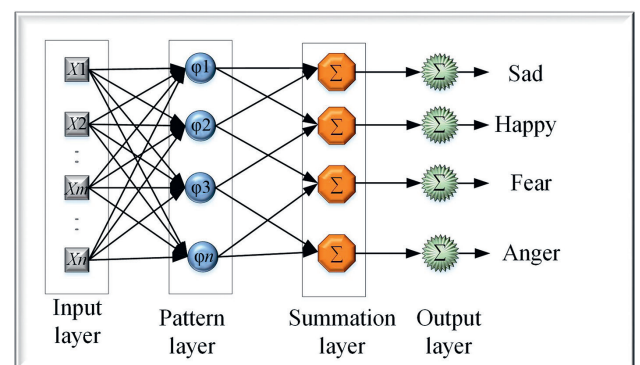 X1 φ1 Σ Σ Sad
X2 φ2 Σ Σ Happy
Xm φ3 Σ Σ Fear
Xn φn Σ Σ Anger
Input layer
Pattern layer
Summation layer
Output layer